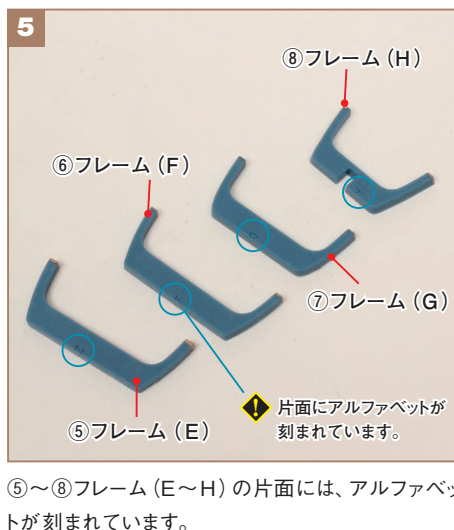 5
⑧フレーム（H）
⑥フレーム（F）
⑦フレーム（G）
⑤フレーム（E）
片面にアルファベットが
刻まれています。
⑤～⑧フレーム（E～H）の片面には、アルファベッ
トが刻まれています。